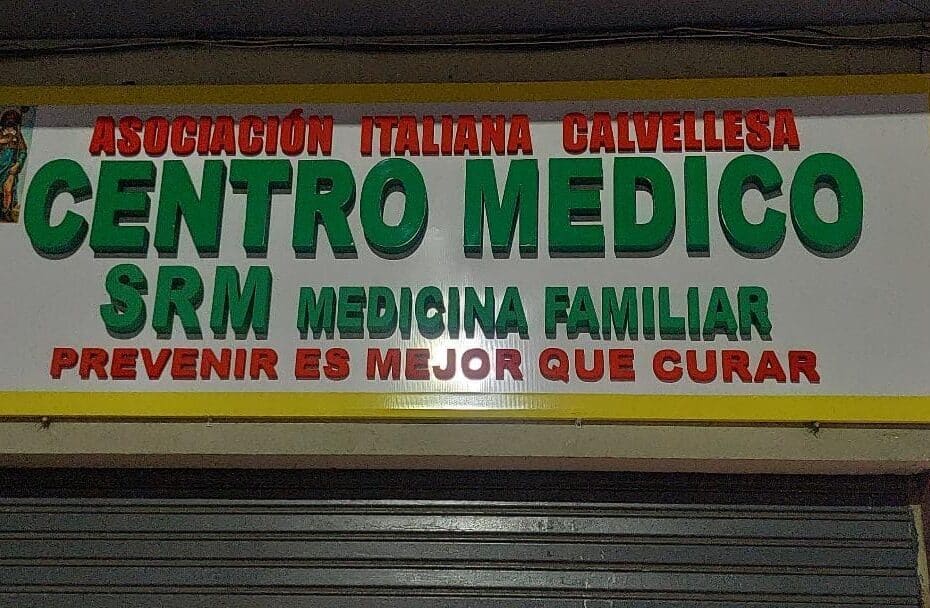 ASOCIACIÓN ITALIANA CALVELLESA
CENTRO MEDICO
SRM MEDICINA FAMILIAR
PREVENIR ES MEJOR QUE CURAR